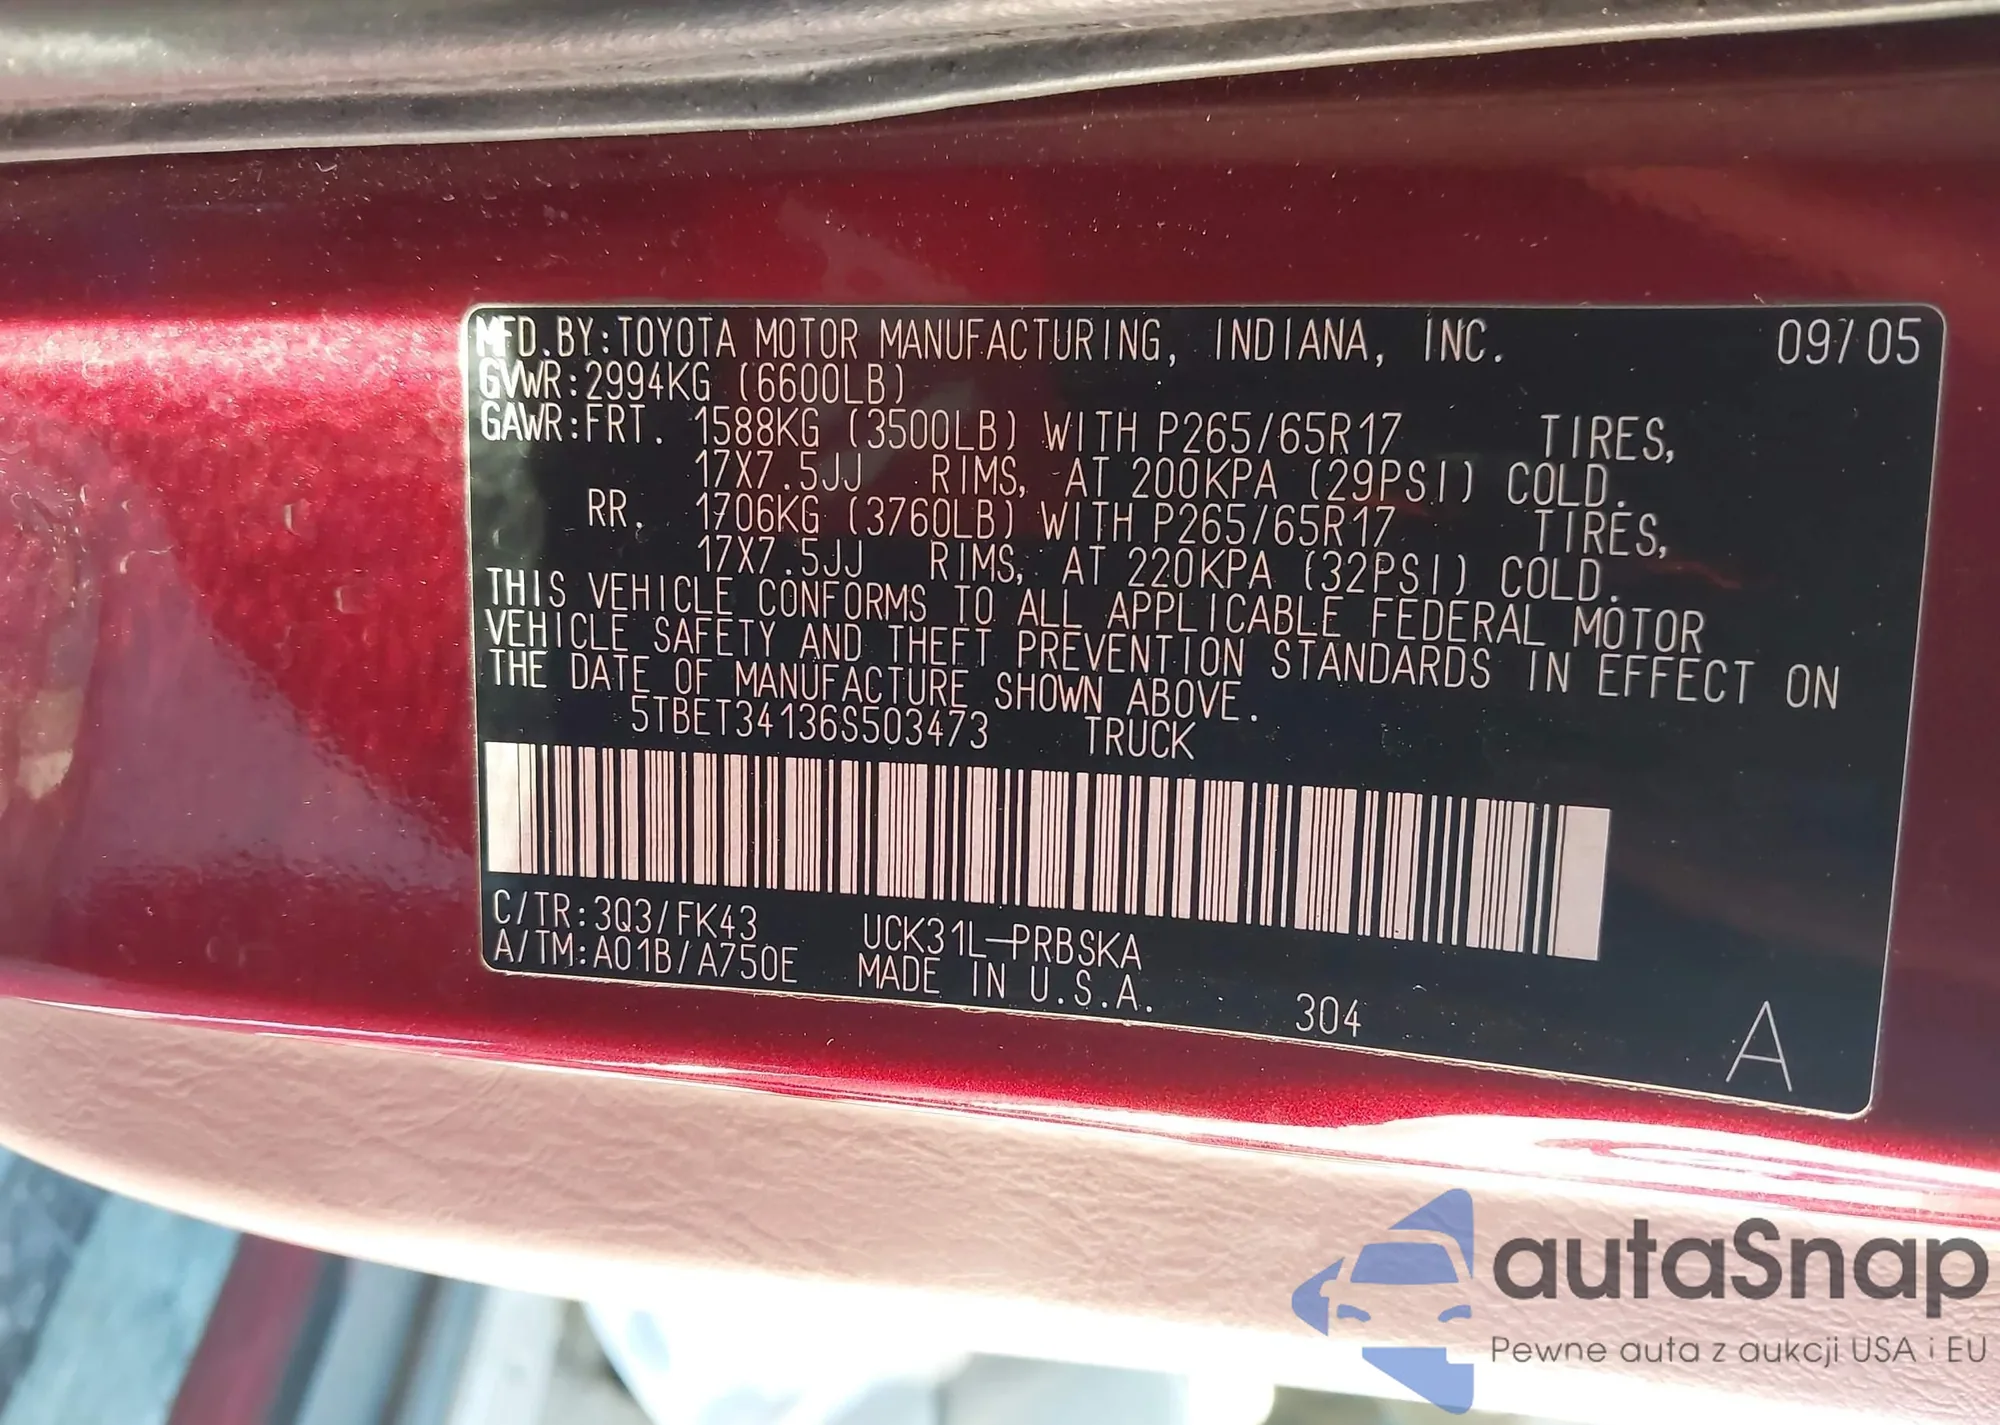 MFD.BY:TOYOTA MOTOR MANUFACTURING, INDIANA, INC. 09/05
GVWR:2994KG (6600LB)
GAWR:FRT. 1588KG (3500LB) WITH P265/65R17 TIRES,
17X7.5JJ RIMS, AT 200KPA (29PSI) COLD.
RR. 1706KG (3760LB) WITH P265/65R17 TIRES,
17X7.5JJ RIMS, AT 220KPA (32PSI) COLD.
THIS VEHICLE CONFORMS TO ALL APPLICABLE FEDERAL MOTOR
VEHICLE SAFETY AND THEFT PREVENTION STANDARDS IN EFFECT ON
THE DATE OF MANUFACTURE SHOWN ABOVE.
5TBET34136S503473 TRUCK
C/TR:3Q3/FK43 UCK31L-PRBSKA
A/TM:A01B/A750E MADE IN U.S.A. 304 A
autaSnap
Pewne auta z aukcji USA i EU